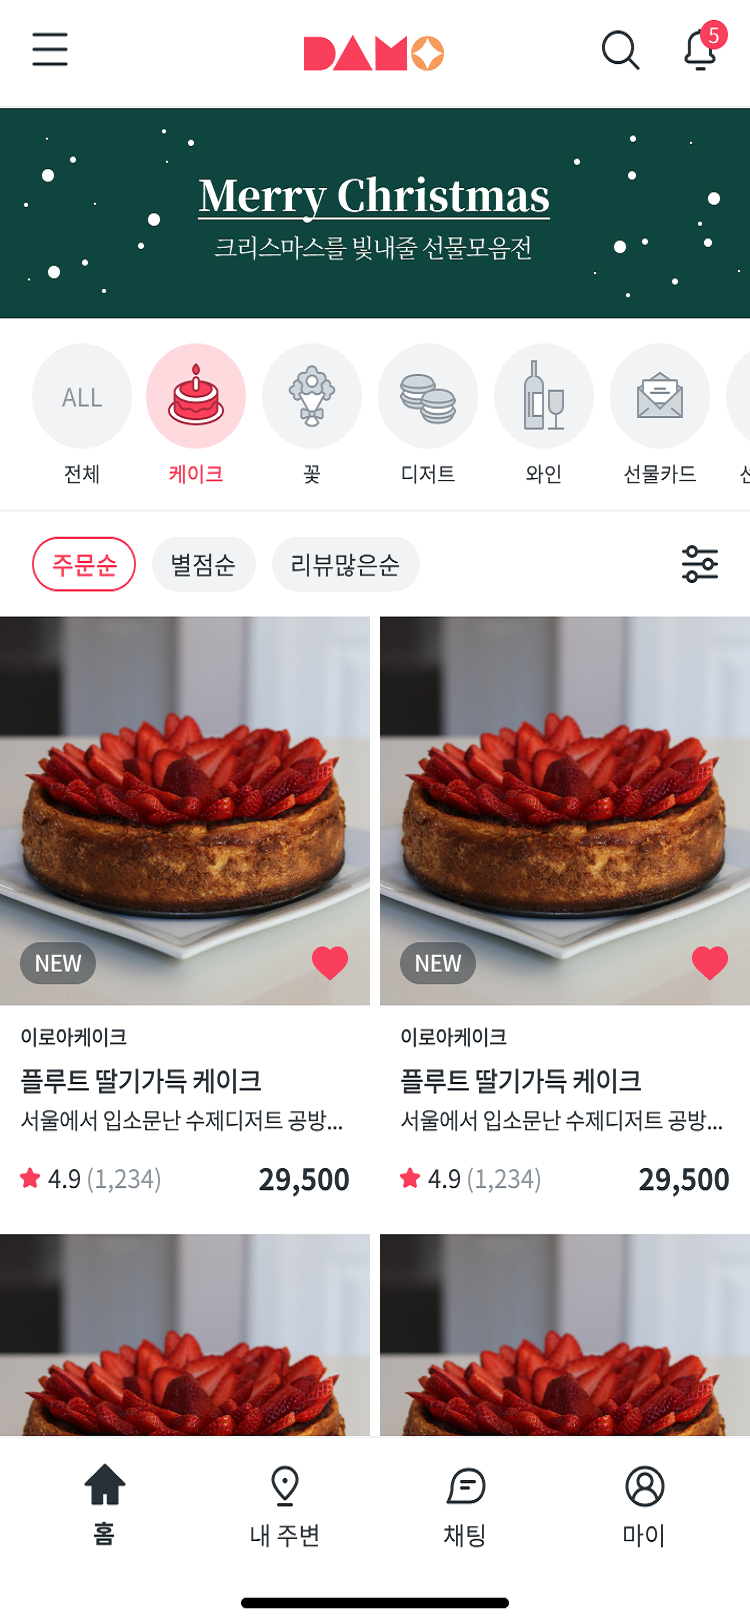 DAMO
5
Merry Christmas
크리스마스를 빛내줄 선물모음전
ALL
전체 케이크 꽃 디저트 와인 선물카드
주문순 별점순 리뷰많은순
NEW
이로아케이크
플루트 딸기가득 케이크
서울에서 입소문난 수제디저트 공방...
4.9 (1,234) 29,500
NEW
이로아케이크
플루트 딸기가득 케이크
서울에서 입소문난 수제디저트 공방...
4.9 (1,234) 29,500
홈 내 주변 채팅 마이